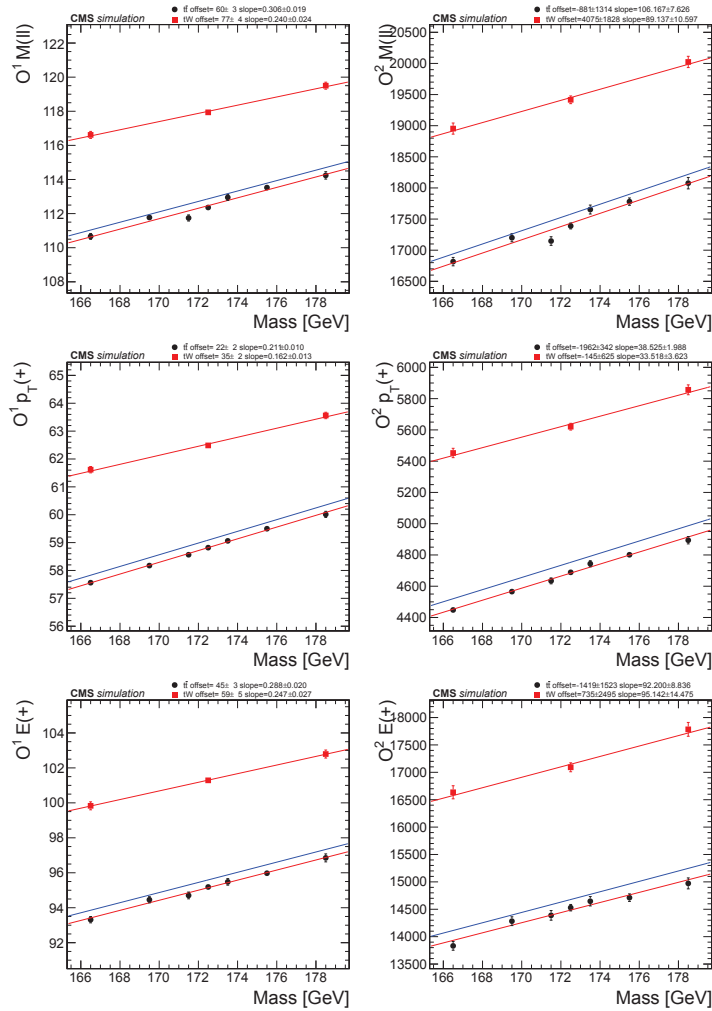 tt̄ offset= 60± 3 slope=0.306±0.019
CMS simulation tW offset= 77± 4 slope=0.240±0.024
O¹ M(ll)
122
120
118
116
114
112
110
108
166 168 170 172 174 176 178
Mass [GeV]
tt̄ offset=-881±1314 slope=106.167±7.626
CMS simulation tW offset=4075±1828 slope=89.137±10.597
O² M(ll)
20500
20000
19500
19000
18500
18000
17500
17000
16500
166 168 170 172 174 176 178
Mass [GeV]
tt̄ offset= 22± 2 slope=0.211±0.010
CMS simulation tW offset= 35± 2 slope=0.162±0.013
O¹ pT(+)
65
64
63
62
61
60
59
58
57
56
166 168 170 172 174 176 178
Mass [GeV]
tt̄ offset=-1962±342 slope=38.525±1.988
CMS simulation tW offset=-145±625 slope=33.518±3.623
O² pT(+)
6000
5800
5600
5400
5200
5000
4800
4600
4400
166 168 170 172 174 176 178
Mass [GeV]
tt̄ offset= 45± 3 slope=0.288±0.020
CMS simulation tW offset= 59± 5 slope=0.247±0.027
O¹ E(+)
104
102
100
98
96
94
92
166 168 170 172 174 176 178
Mass [GeV]
tt̄ offset=-1419±1523 slope=92.200±8.836
CMS simulation tW offset=735±2495 slope=95.142±14.475
O² E(+)
18000
17500
17000
16500
16000
15500
15000
14500
14000
13500
166 168 170 172 174 176 178
Mass [GeV]